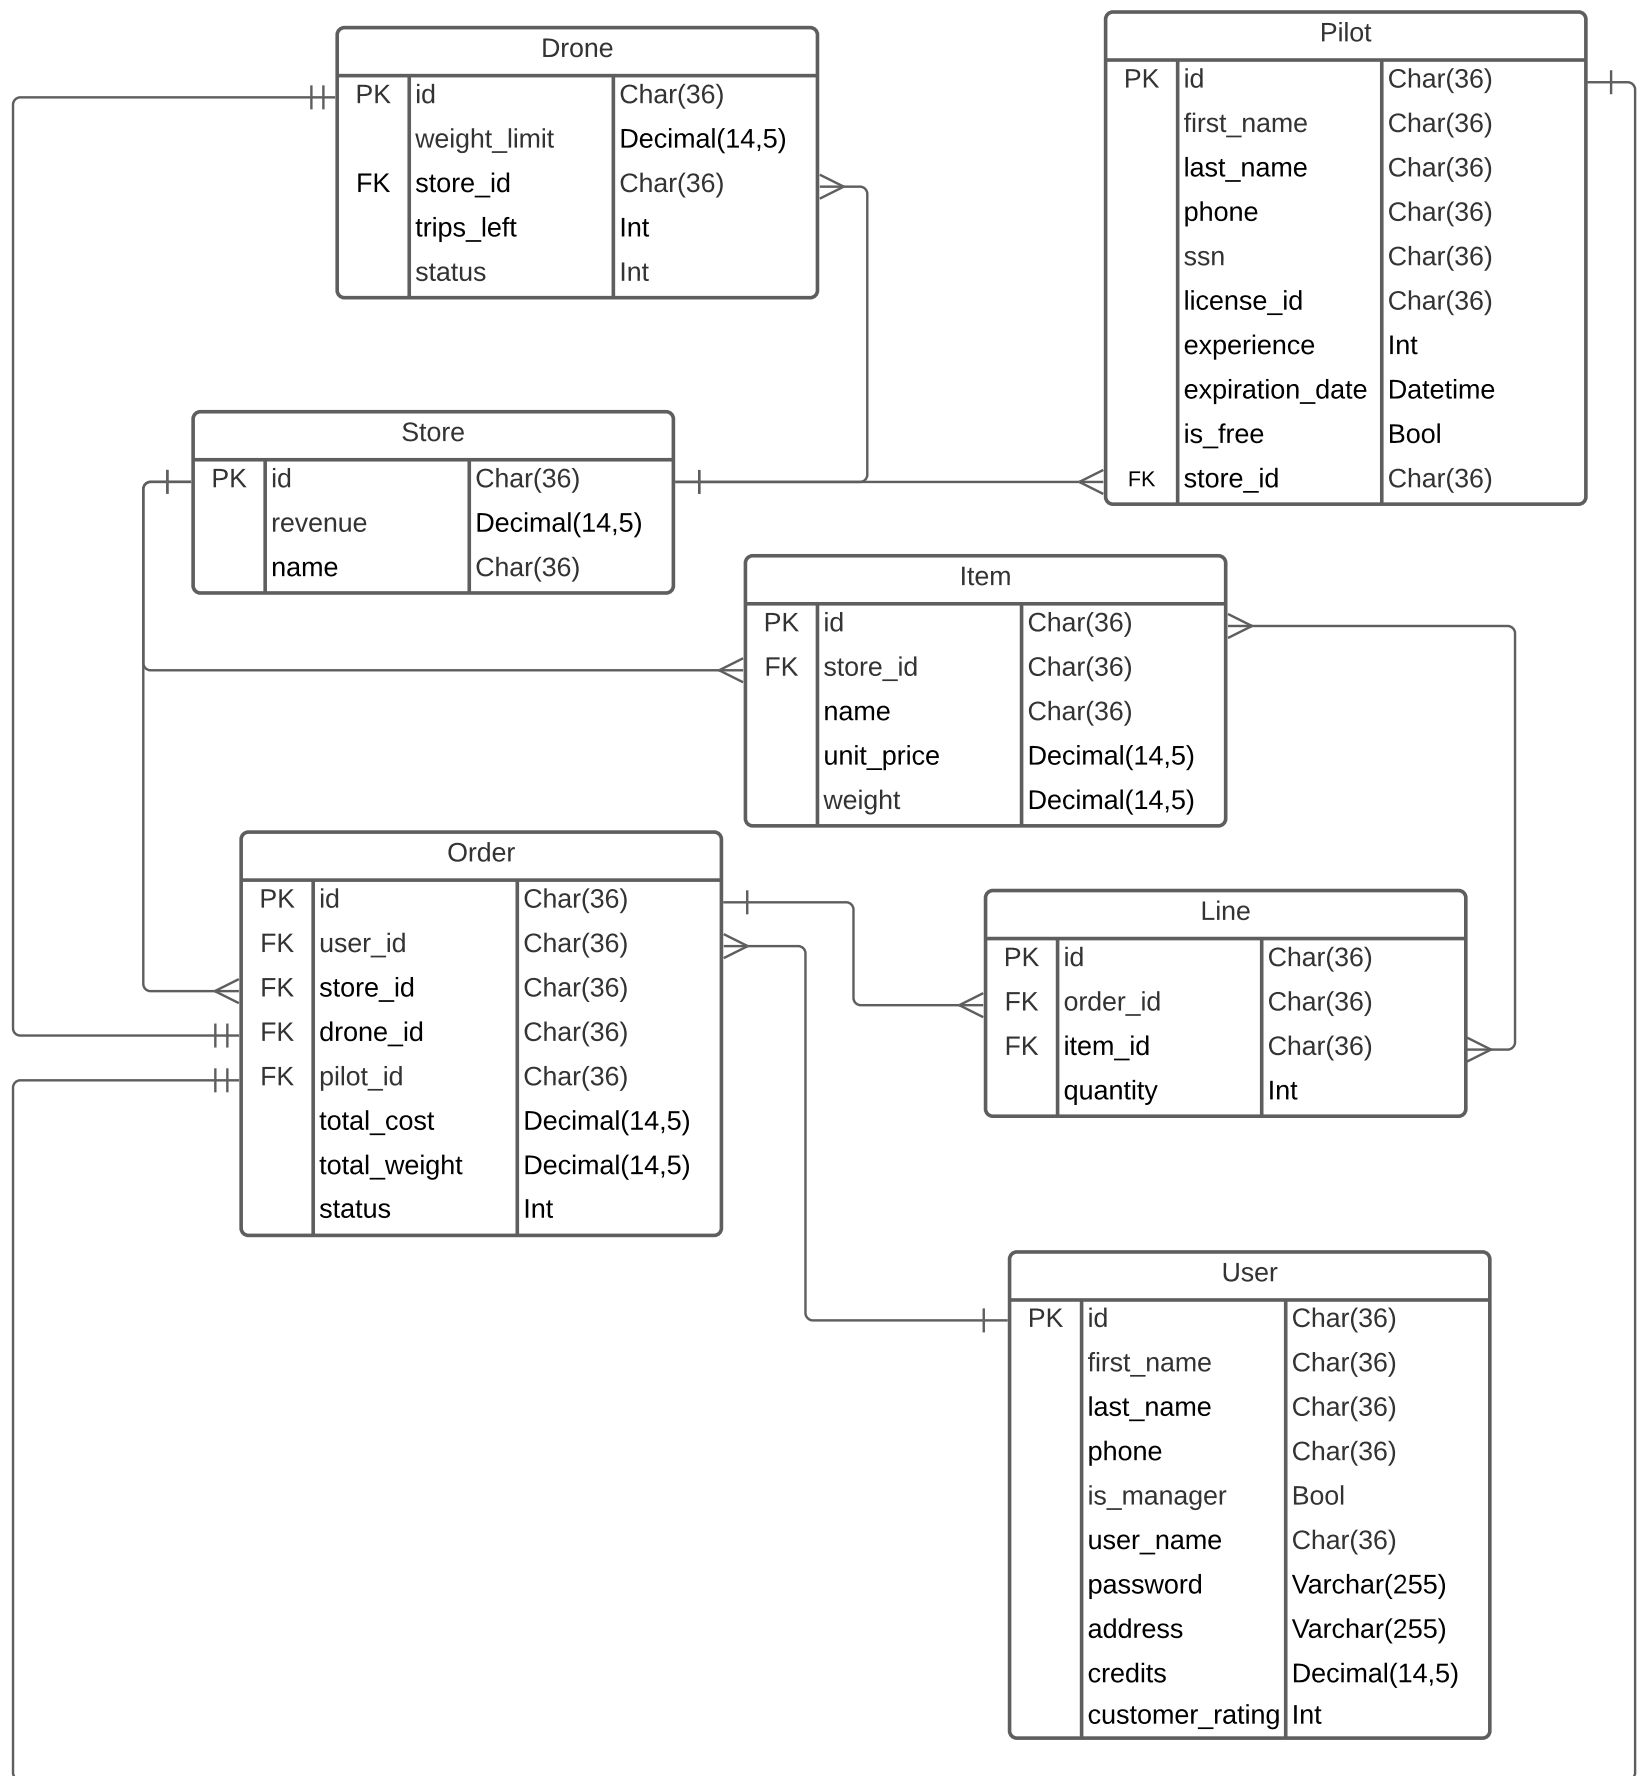 Drone
PK id Char(36)
weight_limit Decimal(14,5)
FK store_id Char(36)
trips_left Int
status Int
Pilot
PK id Char(36)
first_name Char(36)
last_name Char(36)
phone Char(36)
ssn Char(36)
license_id Char(36)
experience Int
expiration_date Datetime
is_free Bool
FK store_id Char(36)
Store
PK id Char(36)
revenue Decimal(14,5)
name Char(36)
Item
PK id Char(36)
FK store_id Char(36)
name Char(36)
unit_price Decimal(14,5)
weight Decimal(14,5)
Order
PK id Char(36)
FK user_id Char(36)
FK store_id Char(36)
FK drone_id Char(36)
FK pilot_id Char(36)
total_cost Decimal(14,5)
total_weight Decimal(14,5)
status Int
Line
PK id Char(36)
FK order_id Char(36)
FK item_id Char(36)
quantity Int
User
PK id Char(36)
first_name Char(36)
last_name Char(36)
phone Char(36)
is_manager Bool
user_name Char(36)
password Varchar(255)
address Varchar(255)
credits Decimal(14,5)
customer_rating Int